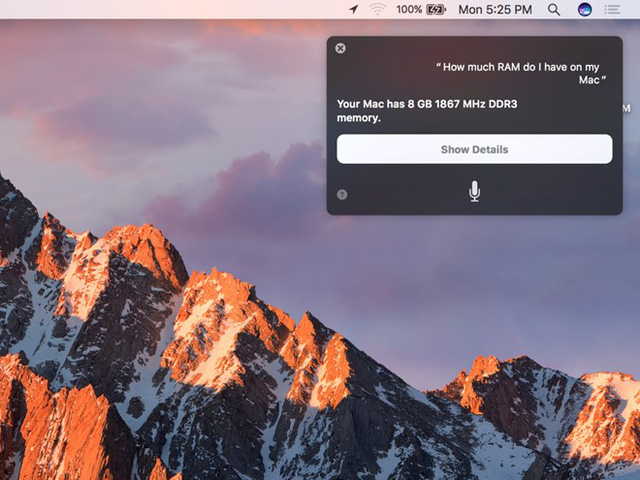 100% Mon 5:25 PM
“How much RAM do I have on my
Mac”
Your Mac has 8 GB 1867 MHz DDR3
memory.
M
Show Details
?